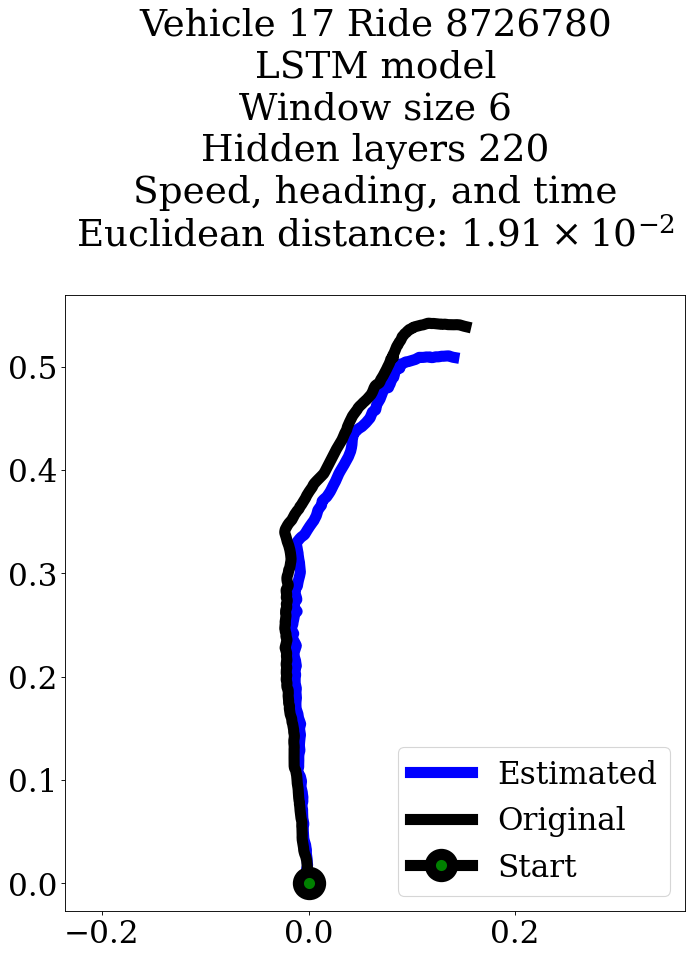 Vehicle 17 Ride 8726780
LSTM model
Window size 6
Hidden layers 220
Speed, heading, and time
Euclidean distance: 1.91 × 10⁻²
0.5
0.4
0.3
0.2
0.1
0.0
−0.2
0.0
0.2
Estimated
Original
Start